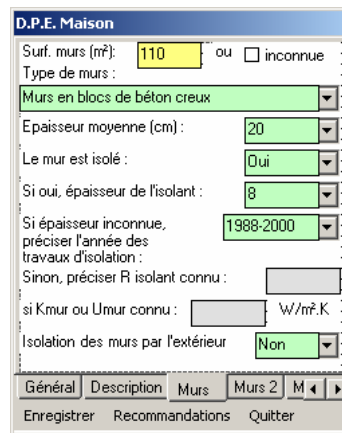 D.P.E. Maison
Surf. murs (m²): 110 ou inconnue
Type de murs :
Murs en blocs de béton creux
Epaisseur moyenne (cm) : 20
Le mur est isolé : Oui
Si oui, épaisseur de l'isolant : 8
Si épaisseur inconnue, 1988-2000
préciser l'année des
travaux d'isolation :
Sinon, préciser R isolant connu :
si Kmur ou Umur connu : W/m².K
Isolation des murs par l'extérieur Non
Général Description Murs Murs 2 M
Enregistrer Recommandations Quitter